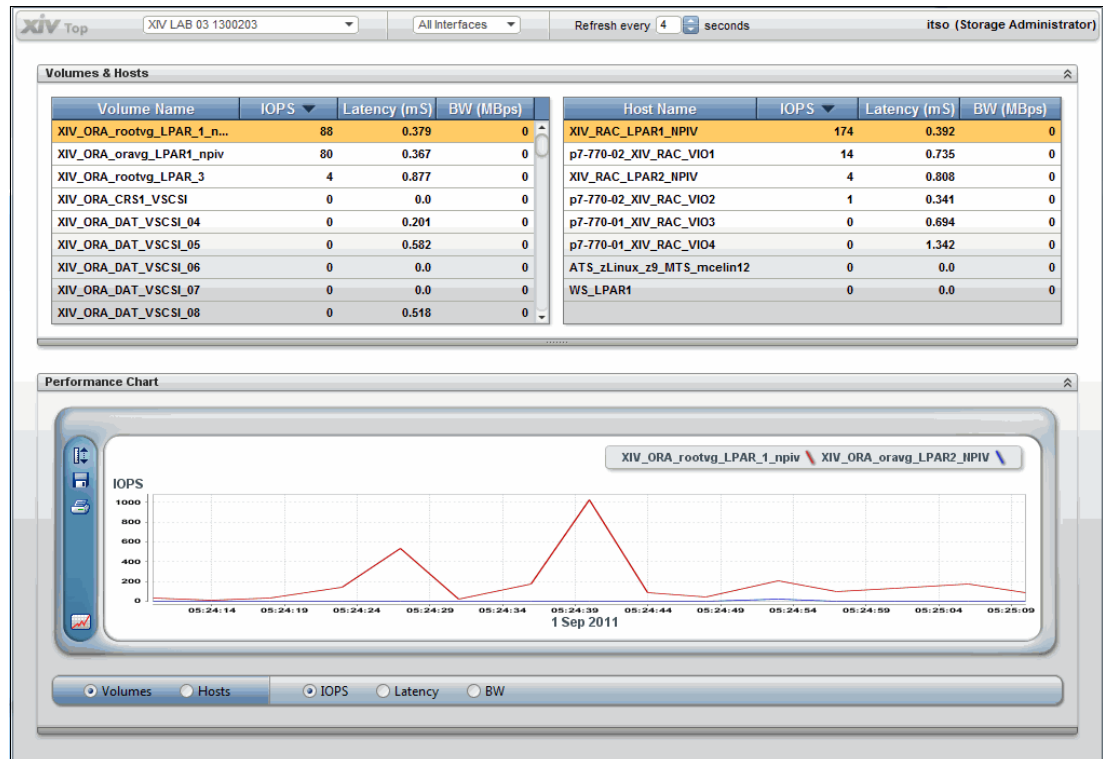 XIV Top XIV LAB 03 1300203 All Interfaces Refresh every 4 seconds itso (Storage Administrator)
Volumes & Hosts
Volume Name IOPS Latency (mS) BW (MBps)
XIV_ORA_rootvg_LPAR_1_n... 88 0.379 0
XIV_ORA_oravg_LPAR1_npiv 80 0.367 0
XIV_ORA_rootvg_LPAR_3 4 0.877 0
XIV_ORA_CRS1_VSCSI 0 0.0 0
XIV_ORA_DAT_VSCSI_04 0 0.201 0
XIV_ORA_DAT_VSCSI_05 0 0.582 0
XIV_ORA_DAT_VSCSI_06 0 0.0 0
XIV_ORA_DAT_VSCSI_07 0 0.0 0
XIV_ORA_DAT_VSCSI_08 0 0.518 0
Host Name IOPS Latency (mS) BW (MBps)
XIV_RAC_LPAR1_NPIV 174 0.392 0
p7-770-02_XIV_RAC_VIO1 14 0.735 0
XIV_RAC_LPAR2_NPIV 4 0.808 0
p7-770-02_XIV_RAC_VIO2 1 0.341 0
p7-770-01_XIV_RAC_VIO3 0 0.694 0
p7-770-01_XIV_RAC_VIO4 0 1.342 0
ATS_zLinux_z9_MTS_mcelin12 0 0.0 0
WS_LPAR1 0 0.0 0
Performance Chart
XIV_ORA_rootvg_LPAR_1_npiv XIV_ORA_oravg_LPAR2_NPIV
IOPS
1000
800
600
400
200
0
05:24:14 05:24:19 05:24:24 05:24:29 05:24:34 05:24:39 05:24:44 05:24:49 05:24:54 05:24:59 05:25:04 05:25:09
1 Sep 2011
Volumes Hosts IOPS Latency BW